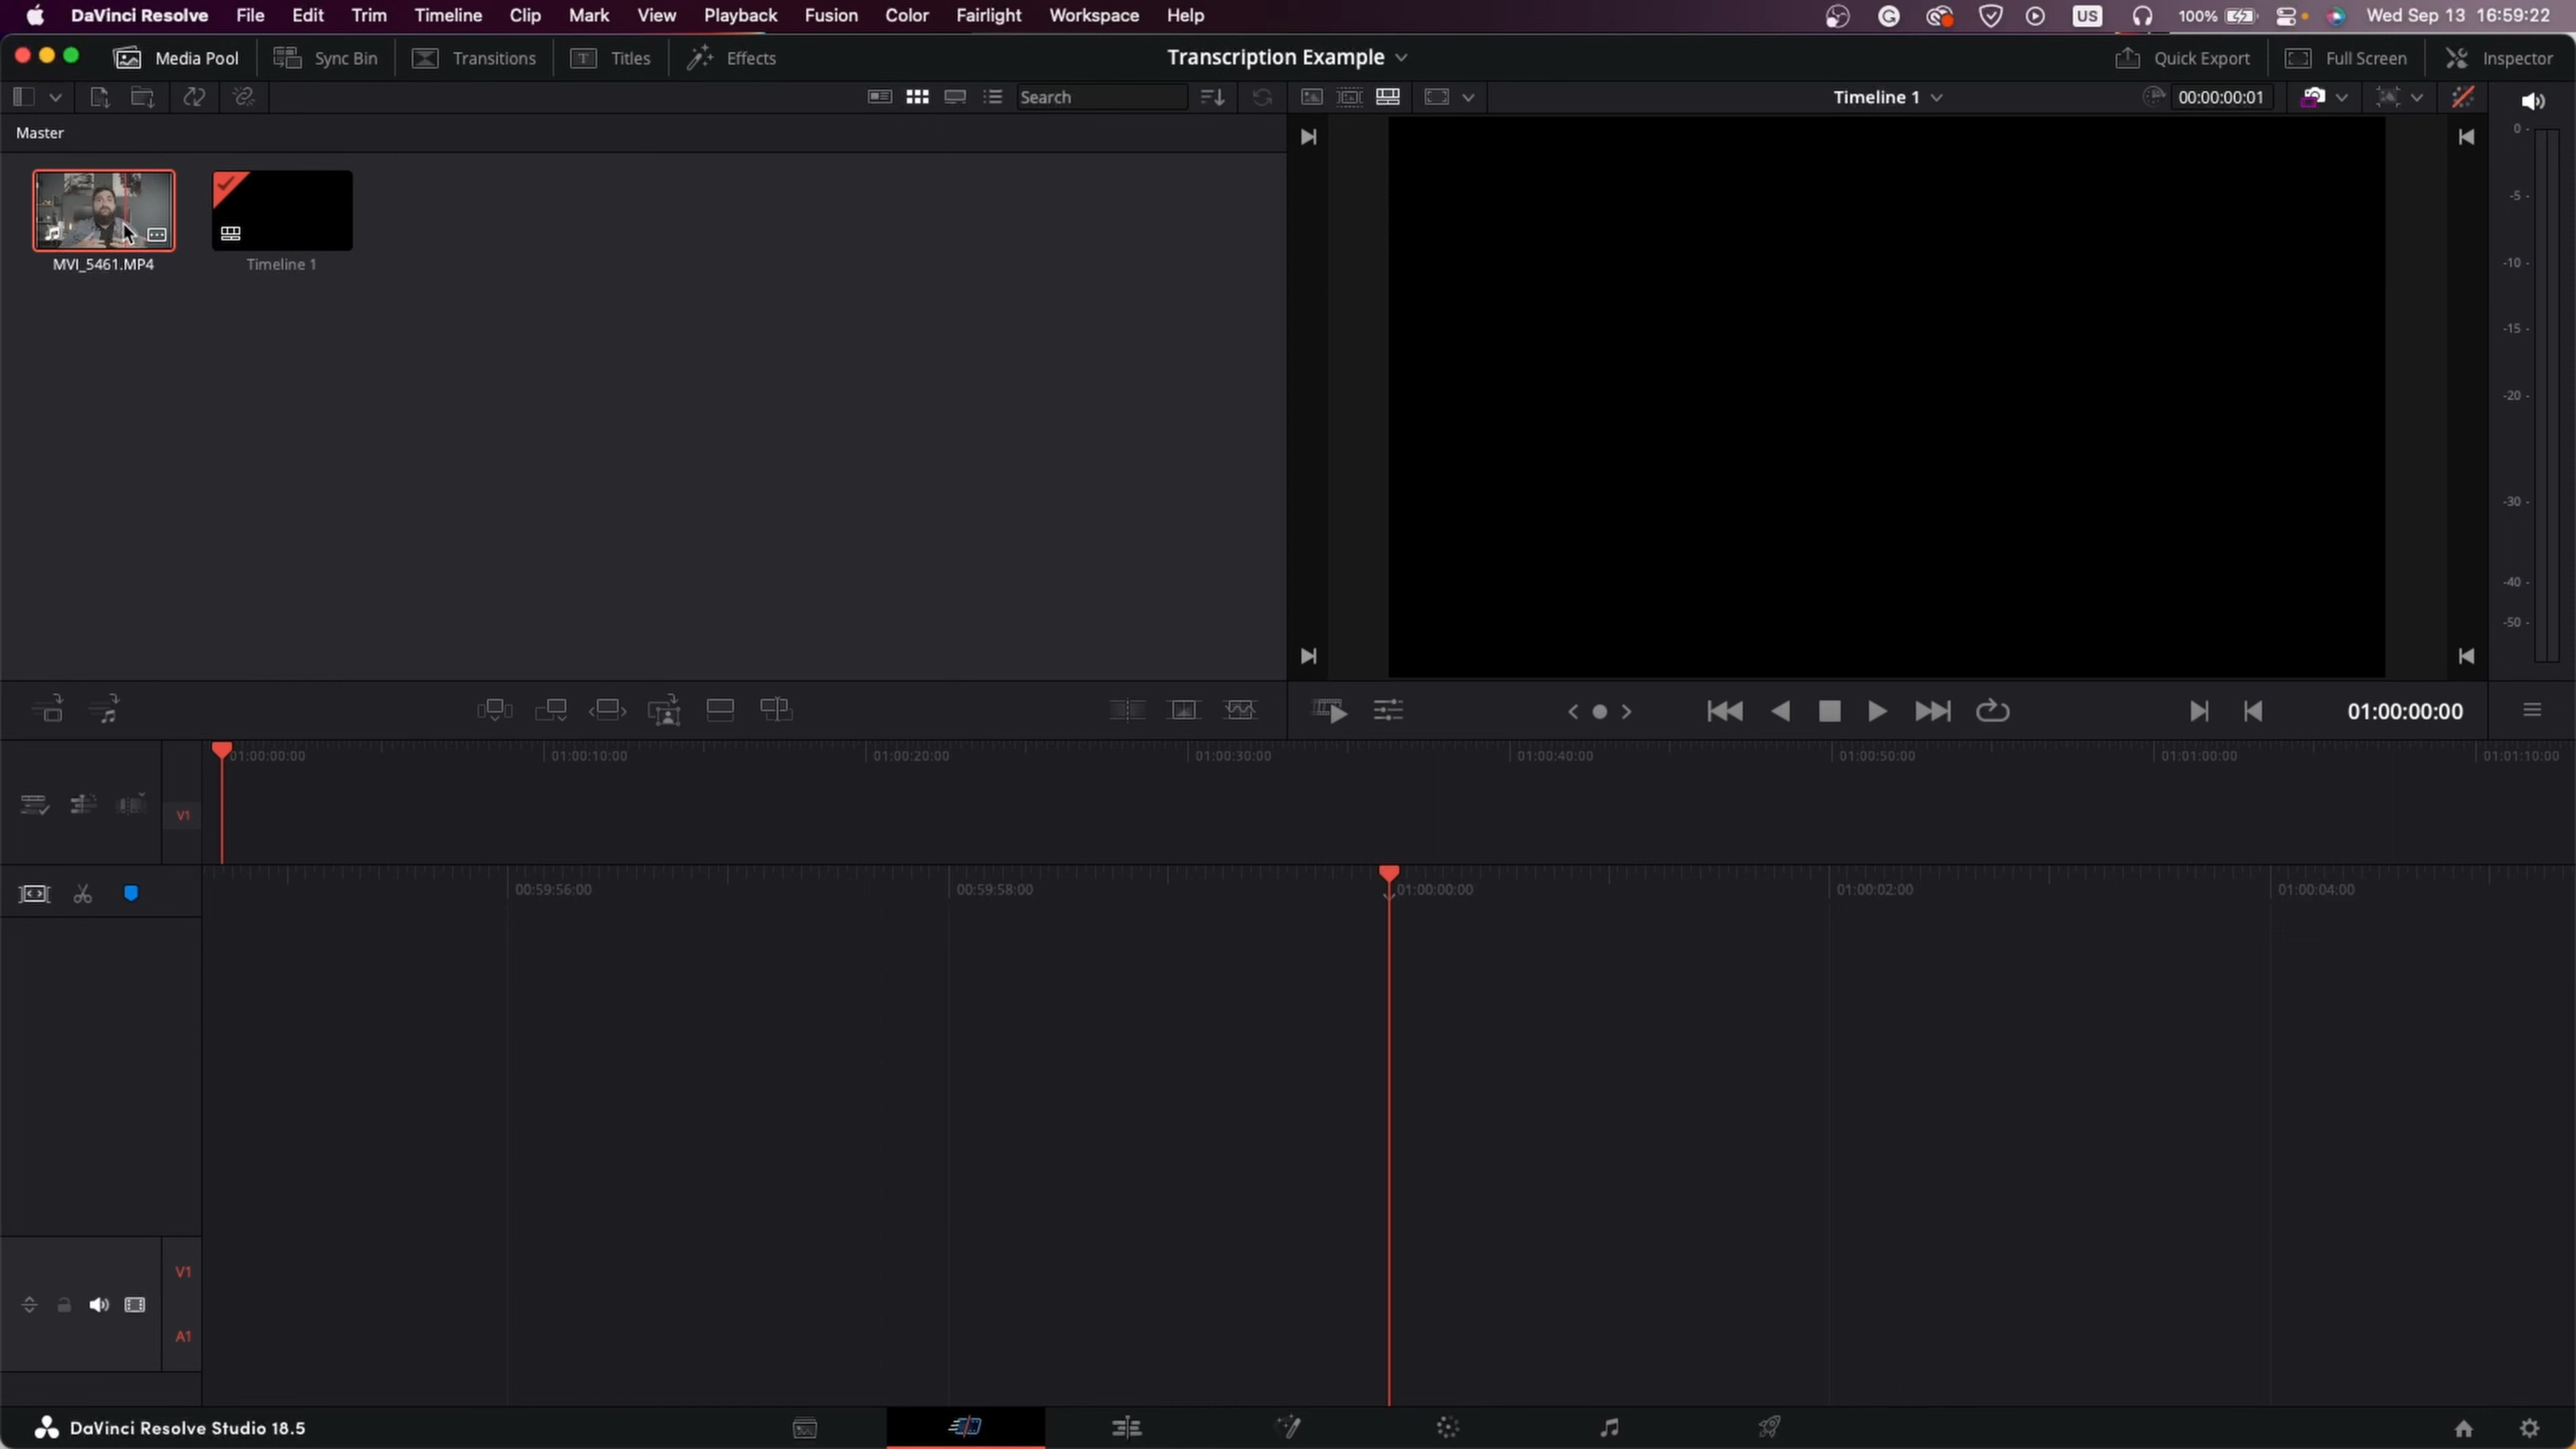 DaVinci Resolve File Edit Trim Timeline Clip Mark View Playback Fusion Color Fairlight Workspace Help US 100% Wed Sep 13 16:59:22
Media Pool Sync Bin Transitions Titles Effects Transcription Example Quick Export Full Screen Inspector
Search Timeline 1 00:00:00:01
Master
MVI_5461.MP4 Timeline 1
0
-5
-10
-15
-20
-30
-40
-50
01:00:00:00
01:00:00:00 01:00:10:00 01:00:20:00 01:00:30:00 01:00:40:00 01:00:50:00 01:01:00:00 01:01:10:00
V1
00:59:56:00 00:59:58:00 01:00:00:00 01:00:02:00 01:00:04:00
V1
A1
DaVinci Resolve Studio 18.5